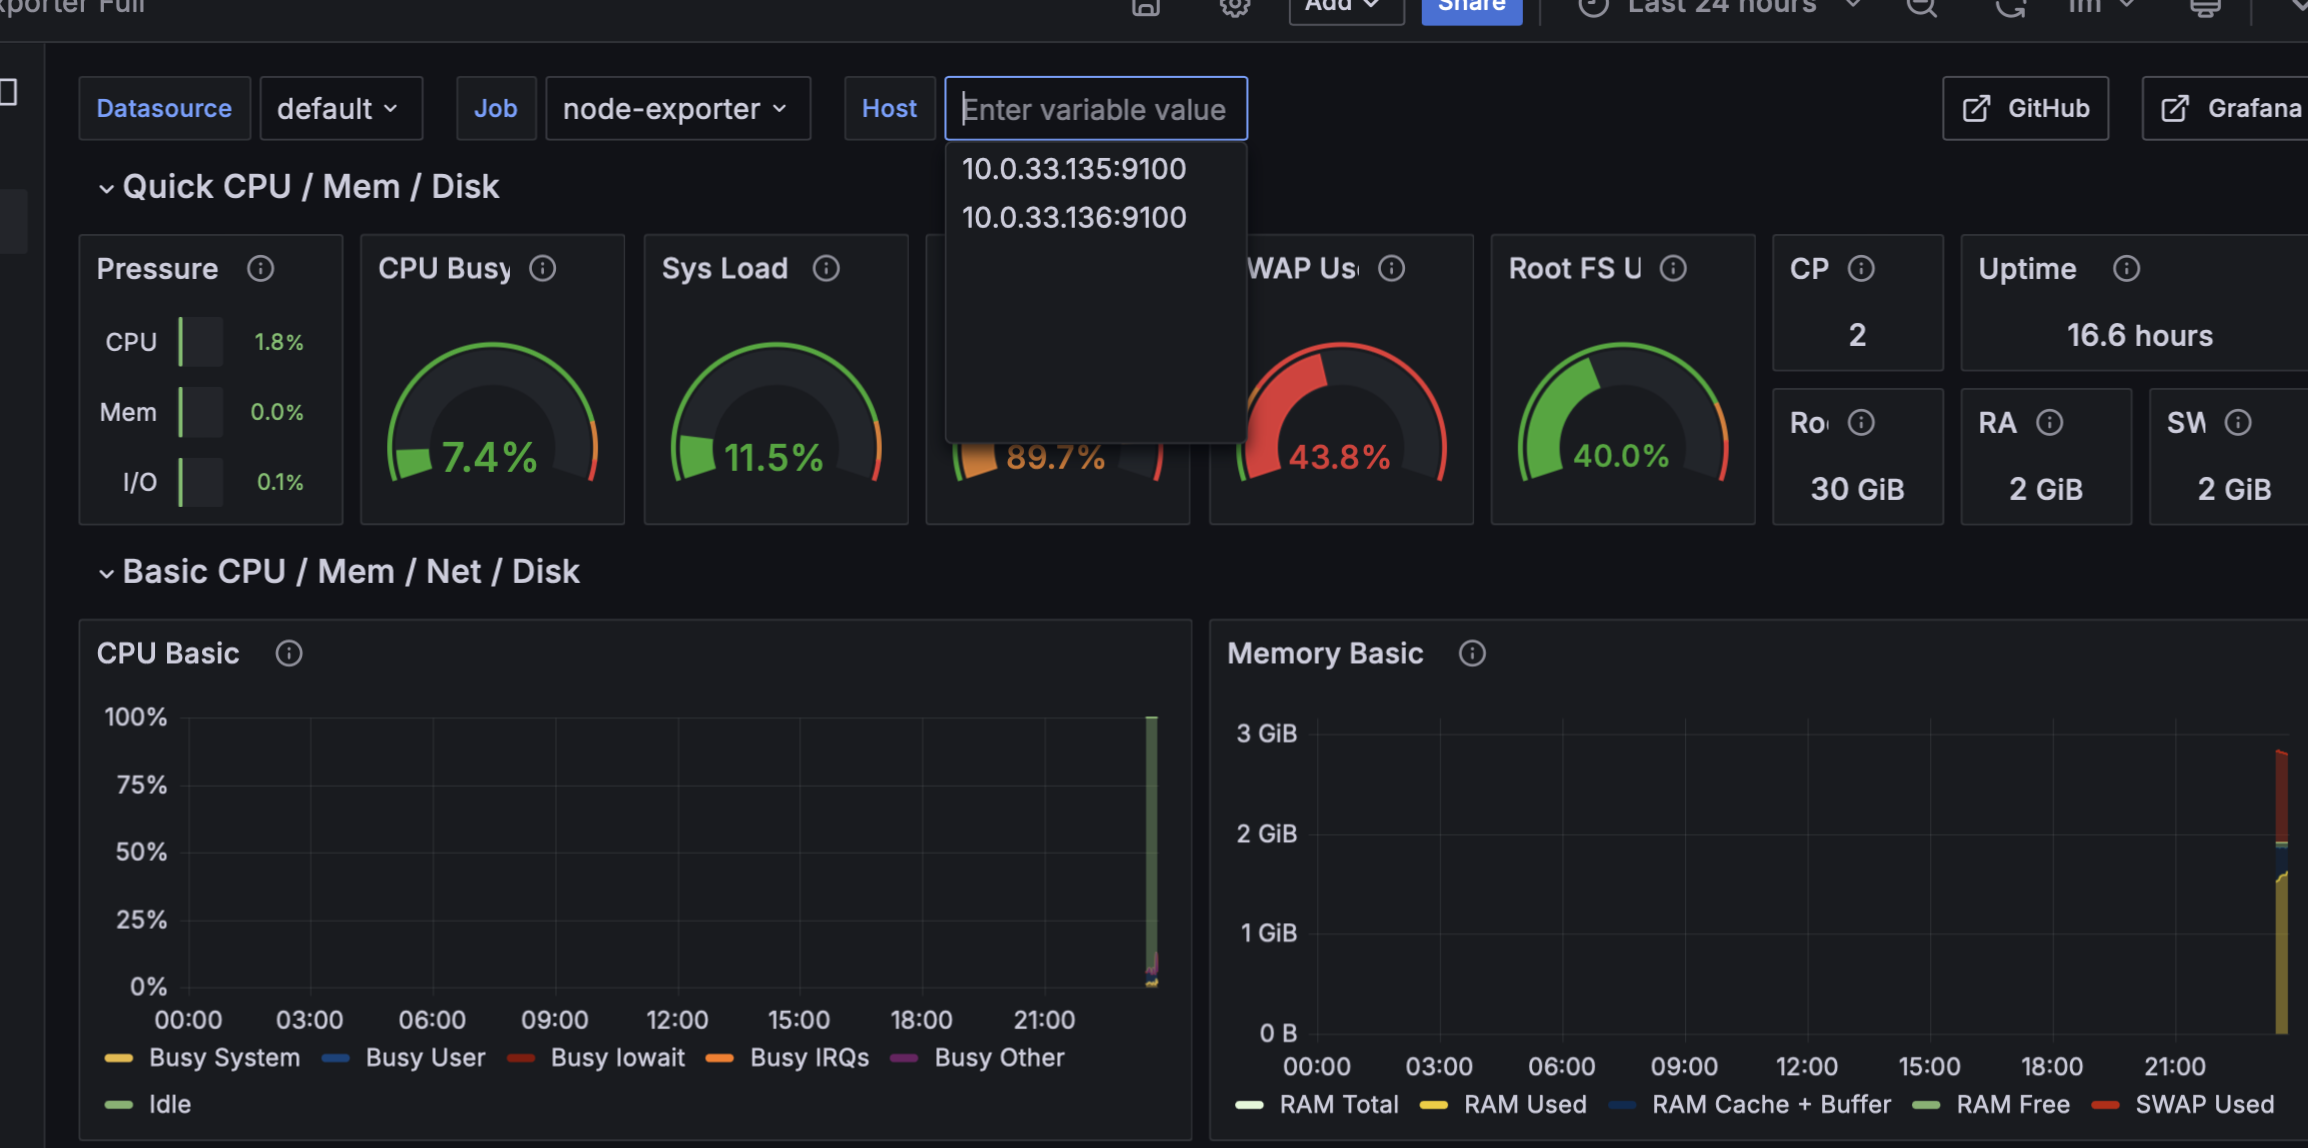 xporter Full
Add
Share
Last 24 hours
1m
Datasource
default
Job
node-exporter
Host
Enter variable value
GitHub
Grafana
10.0.33.135:9100
10.0.33.136:9100
Quick CPU / Mem / Disk
Pressure
CPU Busy
Sys Load
WAP Us
Root FS U
CP
Uptime
CPU
1.8%
Mem
0.0%
I/O
0.1%
7.4%
11.5%
89.7%
43.8%
40.0%
2
16.6 hours
Ro
RA
SW
30 GiB
2 GiB
2 GiB
Basic CPU / Mem / Net / Disk
CPU Basic
100%
75%
50%
25%
0%
00:00 03:00 06:00 09:00 12:00 15:00 18:00 21:00
Busy System Busy User Busy Iowait Busy IRQs Busy Other
Idle
Memory Basic
3 GiB
2 GiB
1 GiB
0 B
00:00 03:00 06:00 09:00 12:00 15:00 18:00 21:00
RAM Total RAM Used RAM Cache + Buffer RAM Free SWAP Used